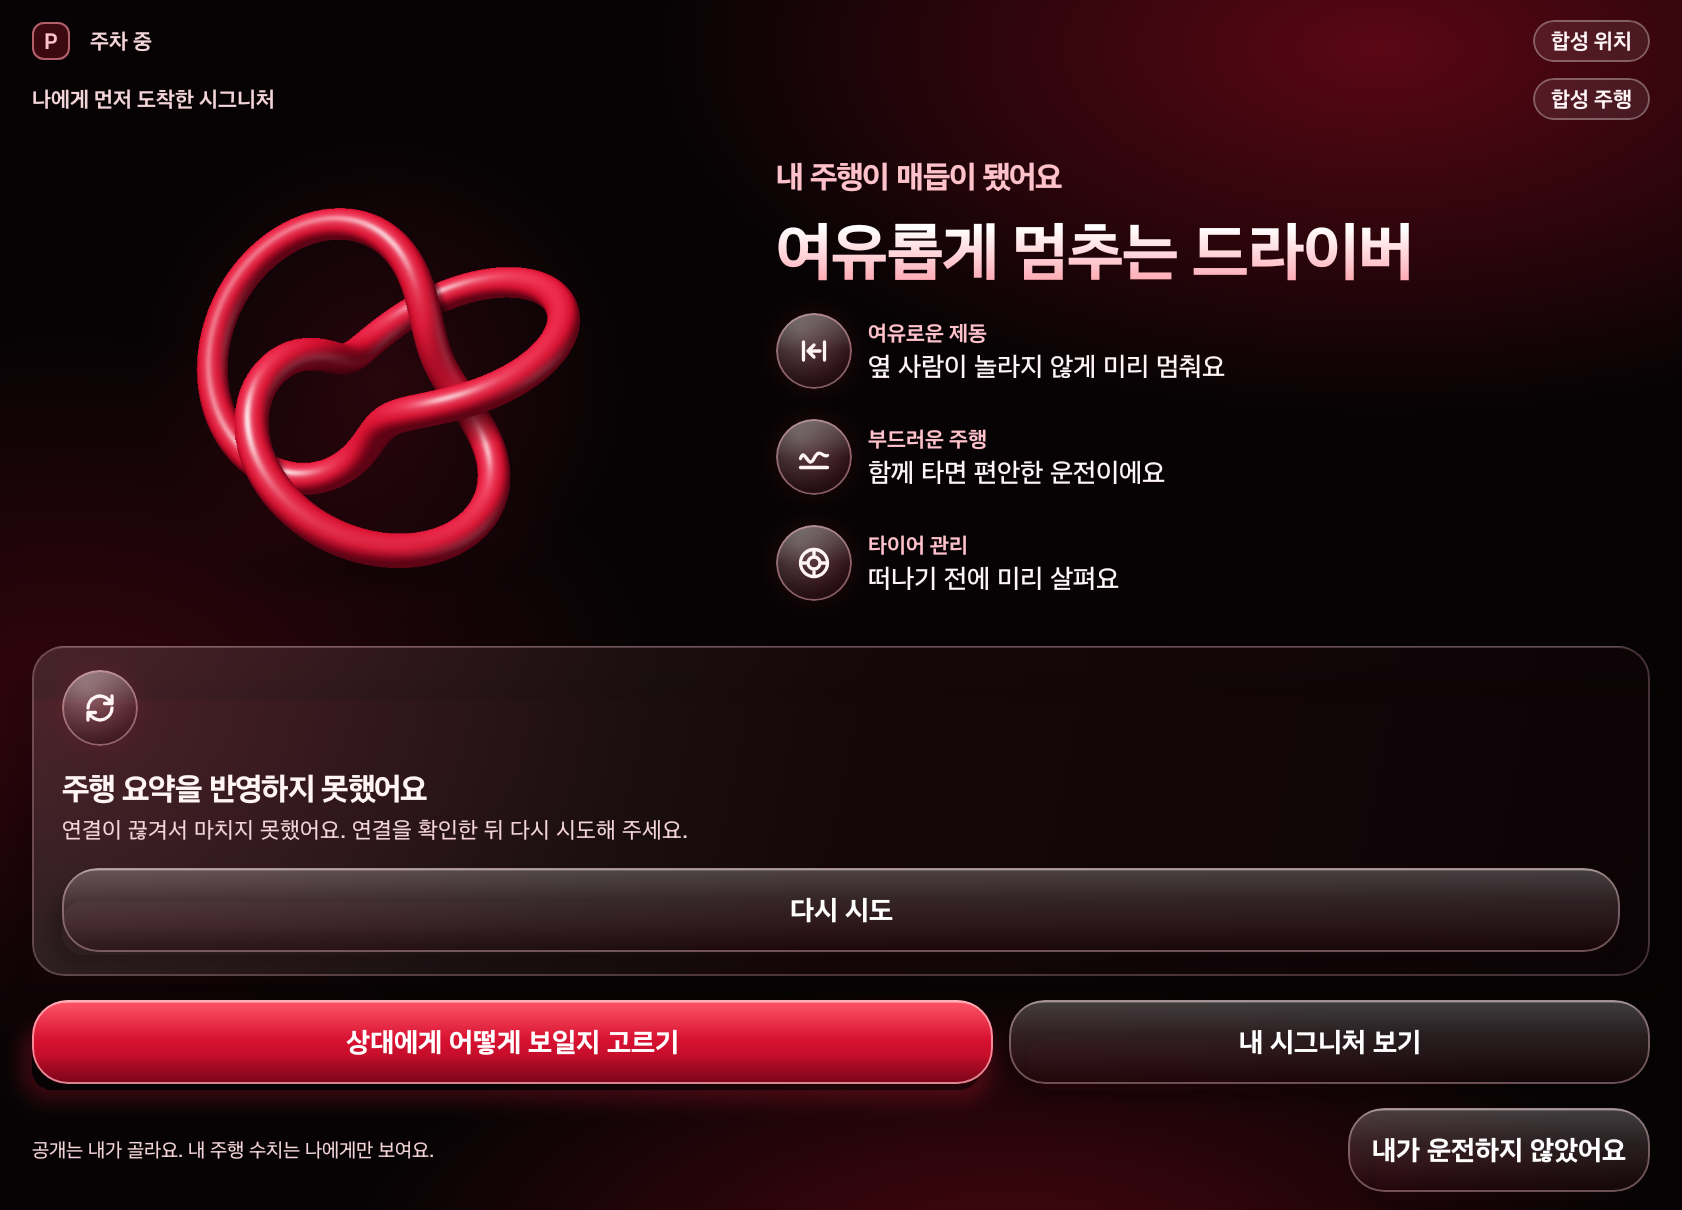 P 주차 중
합성 위치
나에게 먼저 도착한 시그니처
합성 주행
내 주행이 매듭이 됐어요
여유롭게 멈추는 드라이버
여유로운 제동
옆 사람이 놀라지 않게 미리 멈춰요
부드러운 주행
함께 타면 편안한 운전이에요
타이어 관리
떠나기 전에 미리 살펴요
주행 요약을 반영하지 못했어요
연결이 끊겨서 마치지 못했어요. 연결을 확인한 뒤 다시 시도해 주세요.
다시 시도
상대에게 어떻게 보일지 고르기
내 시그니처 보기
공개는 내가 골라요. 내 주행 수치는 나에게만 보여요.
내가 운전하지 않았어요